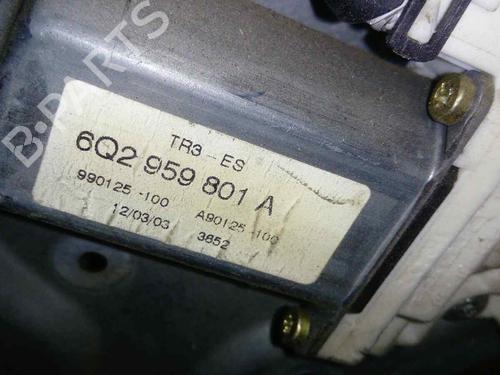 B-PARTS
TR3-ES
6Q2 959 801 A
990125-100 A90125-100
12/03/03 3652